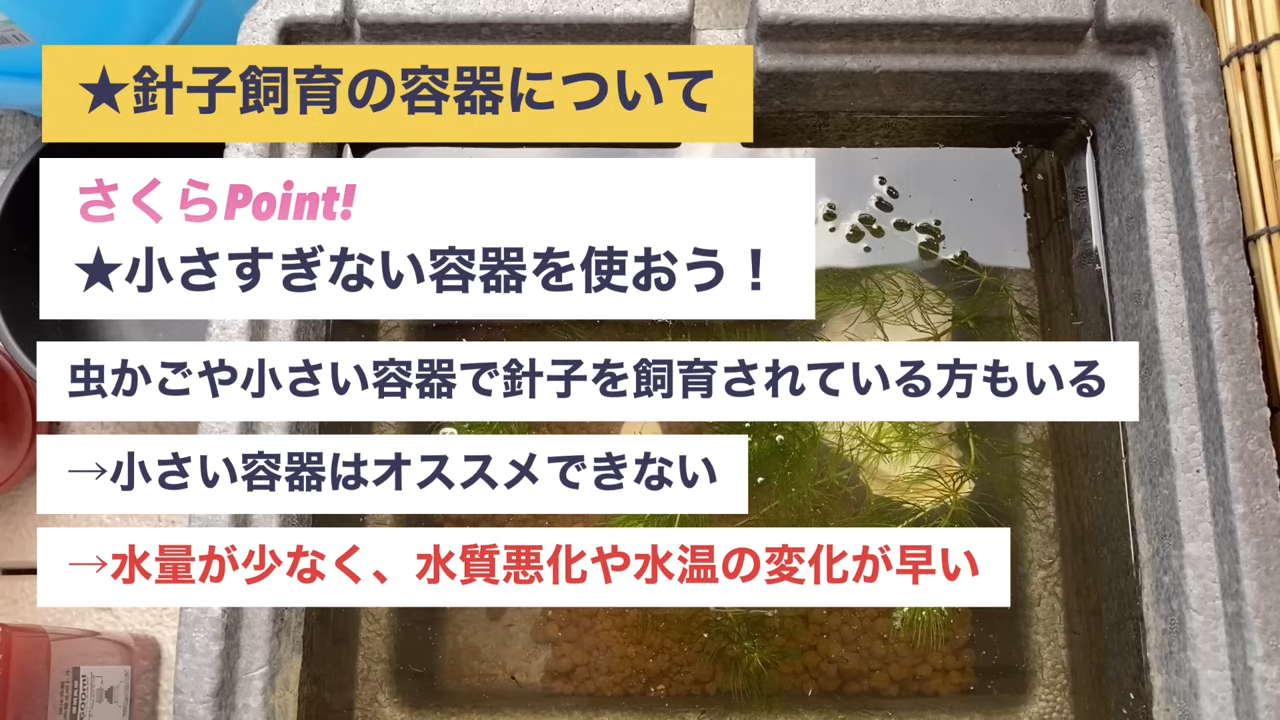 ★針子飼育の容器について
さくらPoint!
★小さすぎない容器を使おう！
虫かごや小さい容器で針子を飼育されている方もいる
→小さい容器はオススメできない
→水量が少なく、水質悪化や水温の変化が早い
600ml